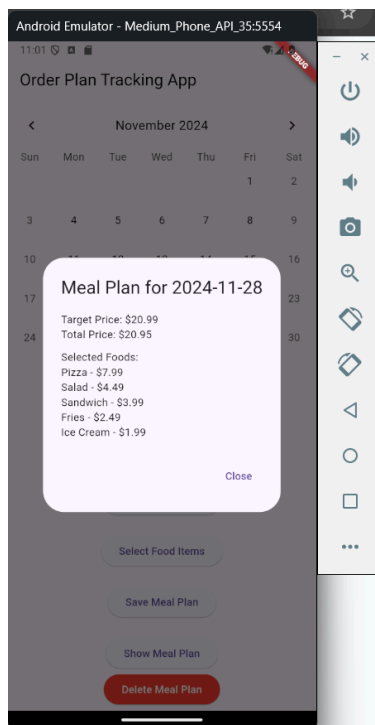 Android Emulator - Medium_Phone_API_35:5554
11:01
DEBUG
Order Plan Tracking App
November 2024
Sun Mon Tue Wed Thu Fri Sat
1 2
3 4 5 6 7 8 9
10 16
17 23
24 30
Meal Plan for 2024-11-28
Target Price: $20.99
Total Price: $20.95
Selected Foods:
Pizza - $7.99
Salad - $4.49
Sandwich - $3.99
Fries - $2.49
Ice Cream - $1.99
Close
Select Food Items
Save Meal Plan
Show Meal Plan
Delete Meal Plan